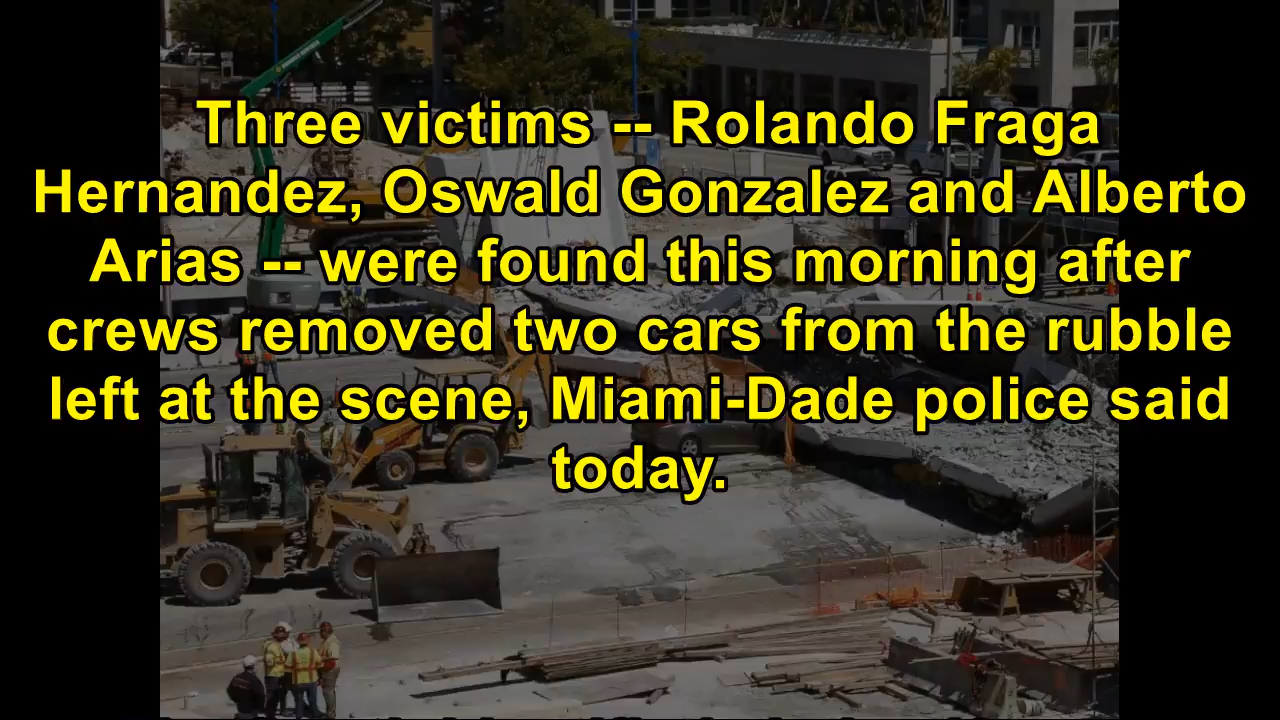 Three victims -- Rolando Fraga
Hernandez, Oswald Gonzalez and Alberto
Arias -- were found this morning after
crews removed two cars from the rubble
left at the scene, Miami-Dade police said
today.